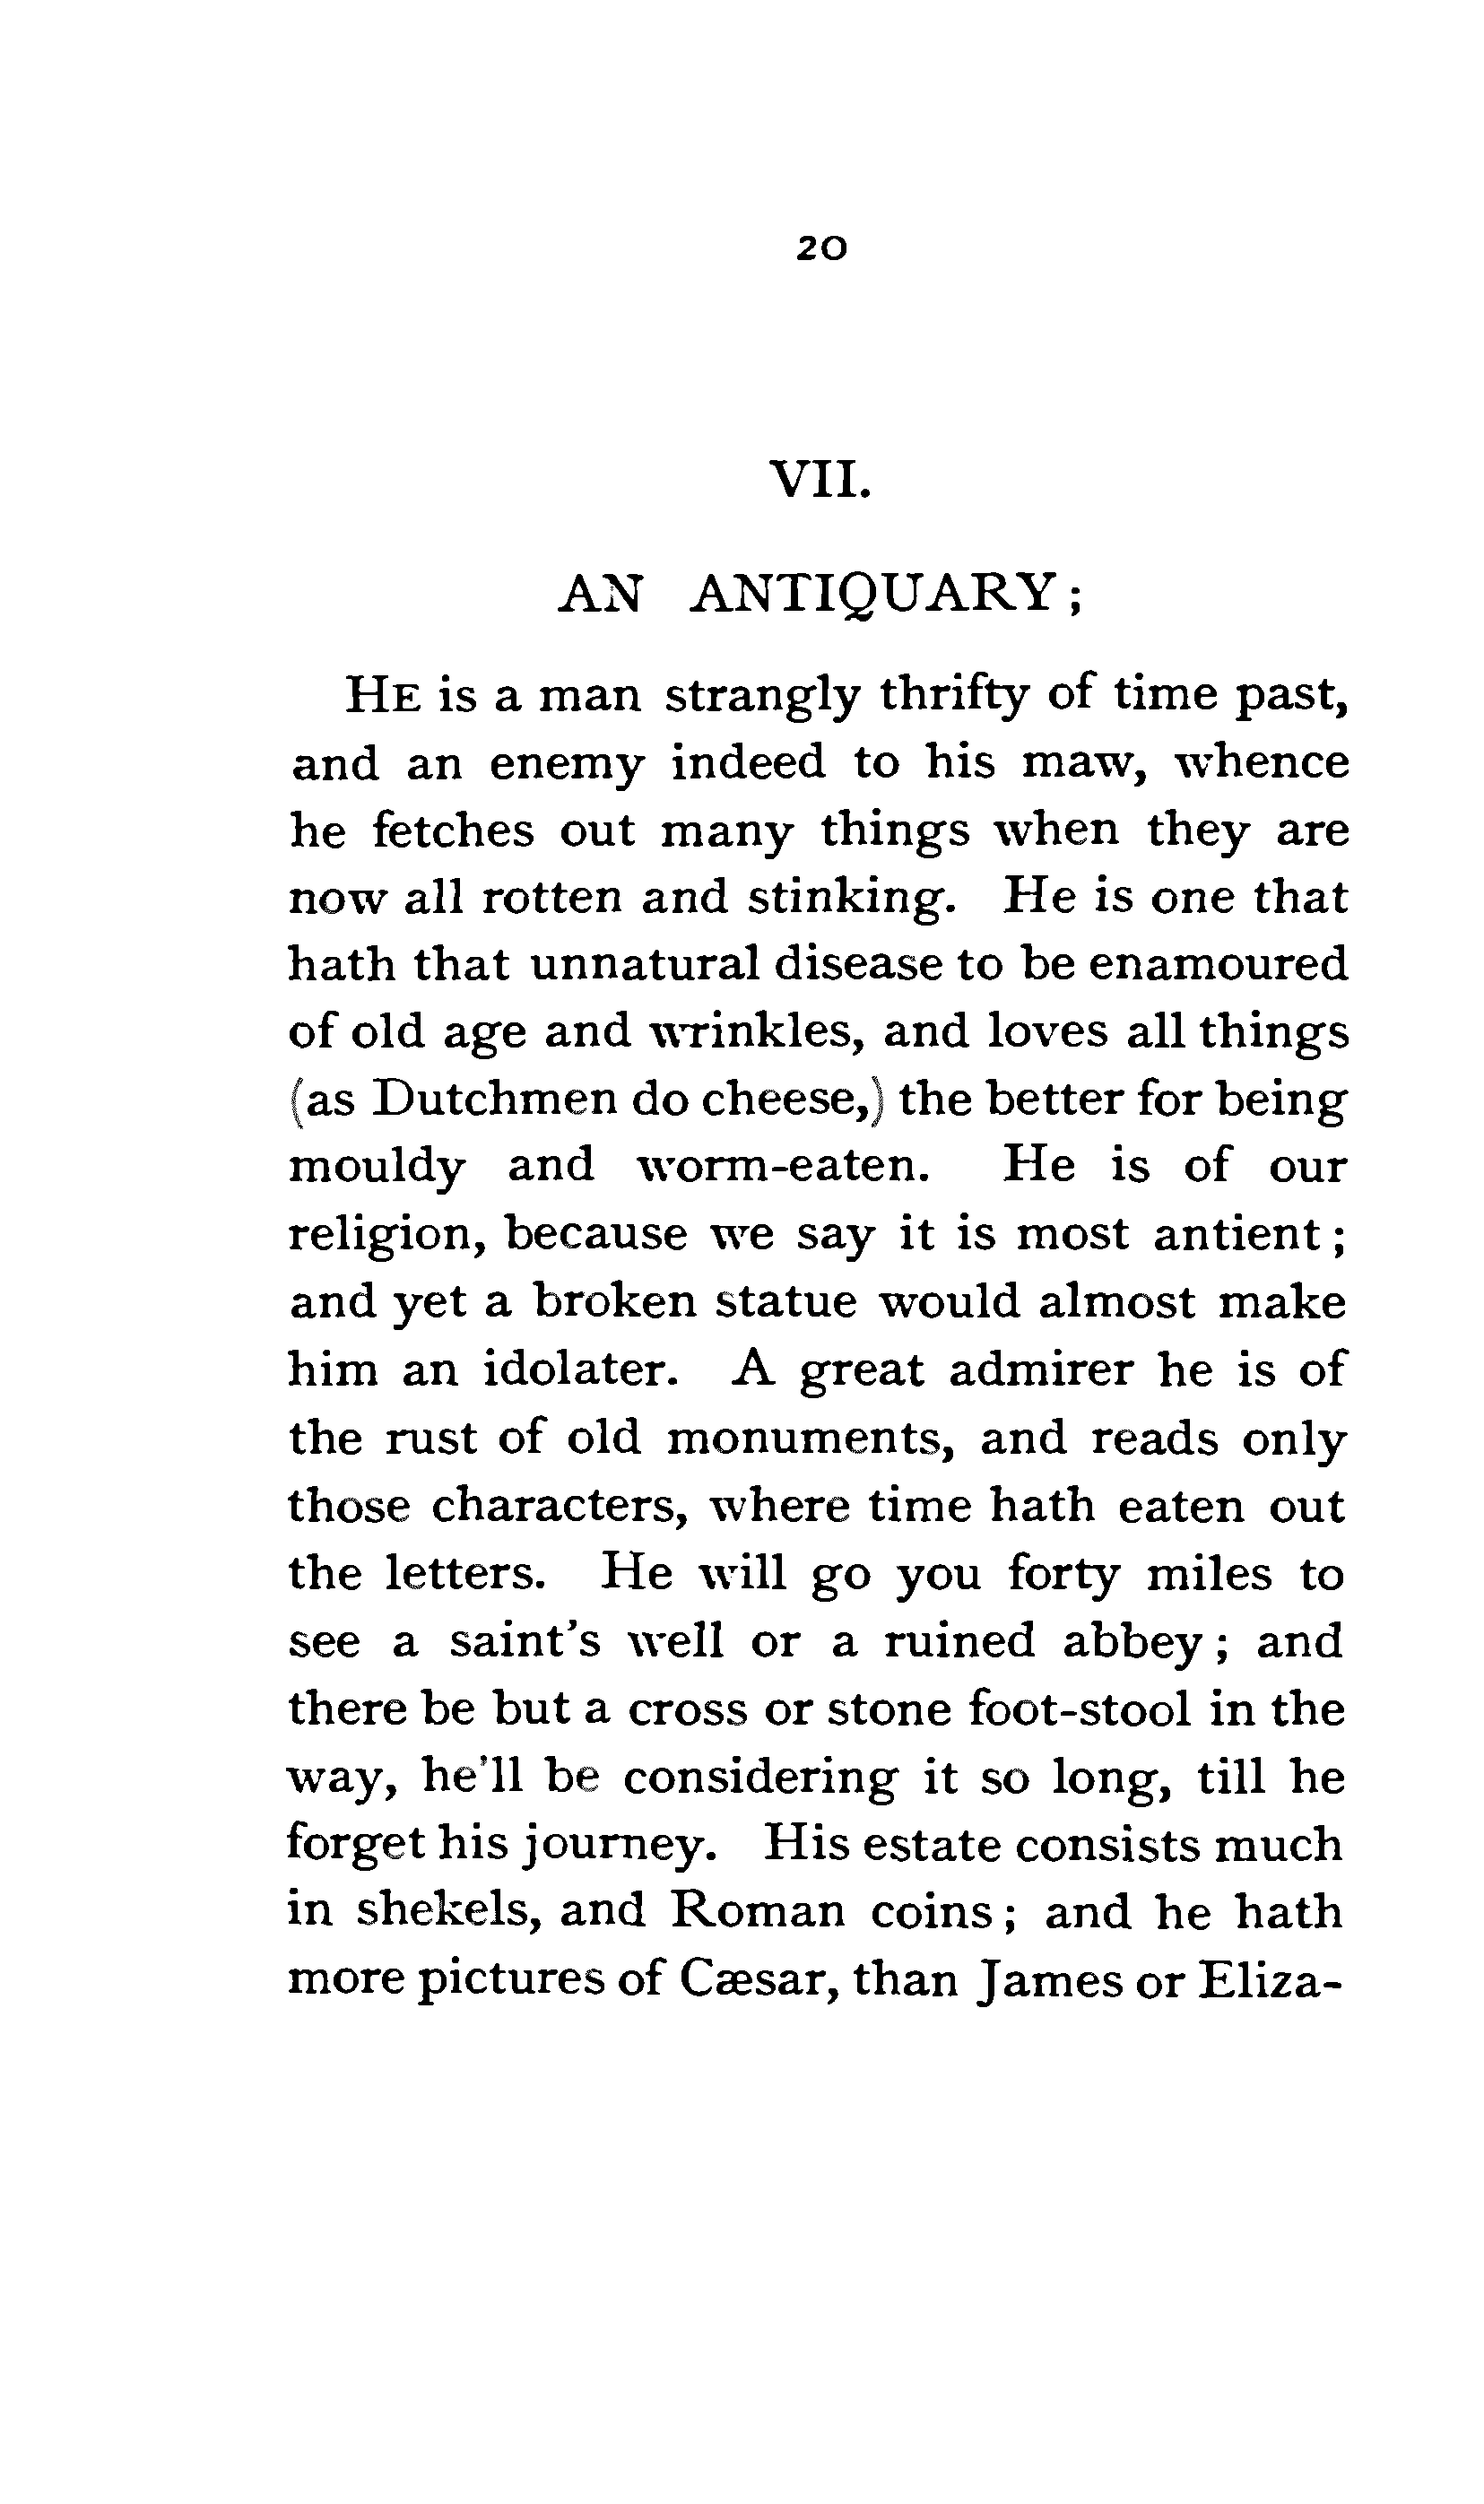 20
VII.
AN ANTIQUARY;
HE is a man strangly thrifty of time past,
and an enemy indeed to his maw, whence
he fetches out many things when they are
now all rotten and stinking. He is one that
hath that unnatural disease to be enamoured
of old age and wrinkles, and loves all things
(as Dutchmen do cheese,) the better for being
mouldy and worm-eaten. He is of our
religion, because we say it is most antient;
and yet a broken statue would almost make
him an idolater. A great admirer he is of
the rust of old monuments, and reads only
those characters, where time hath eaten out
the letters. He will go you forty miles to
see a saint's well or a ruined abbey; and
there be but a cross or stone foot-stool in the
way, he'll be considering it so long, till he
forget his journey. His estate consists much
in shekels, and Roman coins; and he hath
more pictures of Cæsar, than James or Eliza-